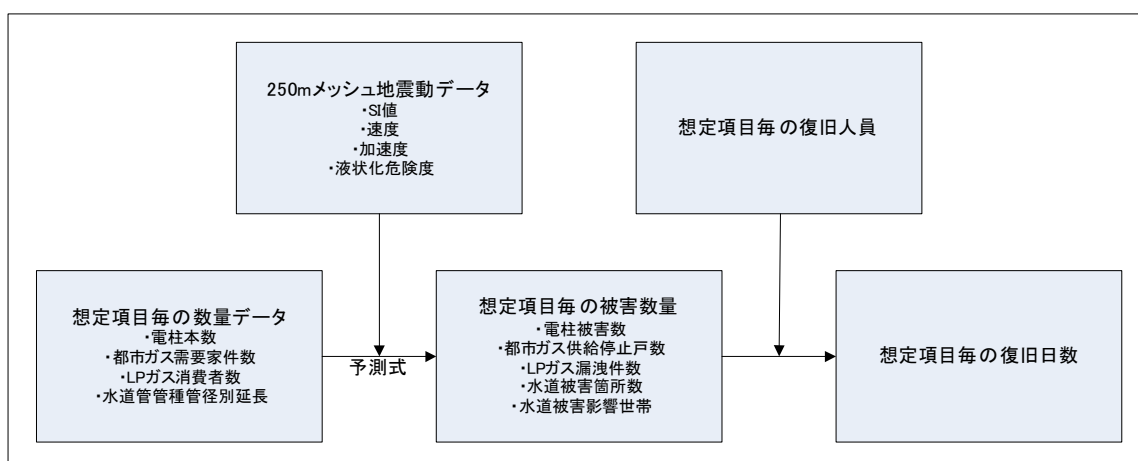 250mメッシュ地震動データ
・SI値
・速度
・加速度
・液状化危険度
想定項目毎の復旧人員
想定項目毎の数量データ
・電柱本数
・都市ガス需要家件数
・LPガス消費者数
・水道管管種管径別延長
予測式
想定項目毎の被害数量
・電柱被害数
・都市ガス供給停止戸数
・LPガス漏洩件数
・水道被害箇所数
・水道被害影響世帯
想定項目毎の復旧日数